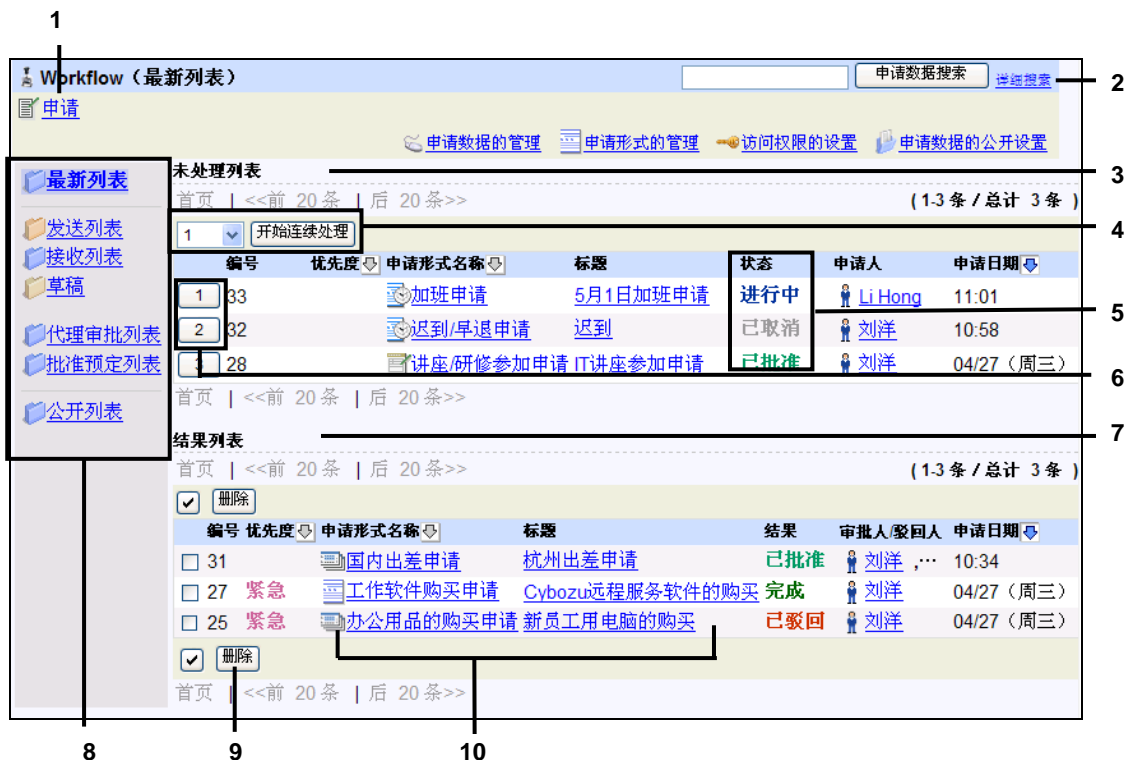 1
Workflow（最新列表）
申请数据搜索 详细搜索
2
申请
申请数据的管理 申请形式的管理 访问权限的设置 申请数据的公开设置
最新列表
发送列表
接收列表
草稿
代理审批列表
批准预定列表
公开列表
未处理列表
3
首页 | <<前 20 条 | 后 20 条>> (1-3 条 / 总计 3 条 )
1 开始连续处理
4
编号 优先度 申请形式名称 标题 状态 申请人 申请日期
1 33 加班申请 5月1日加班申请 进行中 Li Hong 11:01
5
2 32 迟到/早退申请 迟到 已取消 刘洋 10:58
3 28 讲座/研修参加申请 IT讲座参加申请 已批准 刘洋 04/27（周三）
6
首页 | <<前 20 条 | 后 20 条>>
结果列表
7
首页 | <<前 20 条 | 后 20 条>> (1-3 条 / 总计 3 条 )
删除
编号 优先度 申请形式名称 标题 结果 审批人/驳回人 申请日期
31 国内出差申请 杭州出差申请 已批准 刘洋 ,… 10:34
27 紧急 工作软件购买申请 Cybozu远程服务软件的购买 完成 刘洋 04/27（周三）
25 紧急 办公用品的购买申请 新员工用电脑的购买 已驳回 刘洋 04/27（周三）
删除
首页 | <<前 20 条 | 后 20 条>>
8 9 10